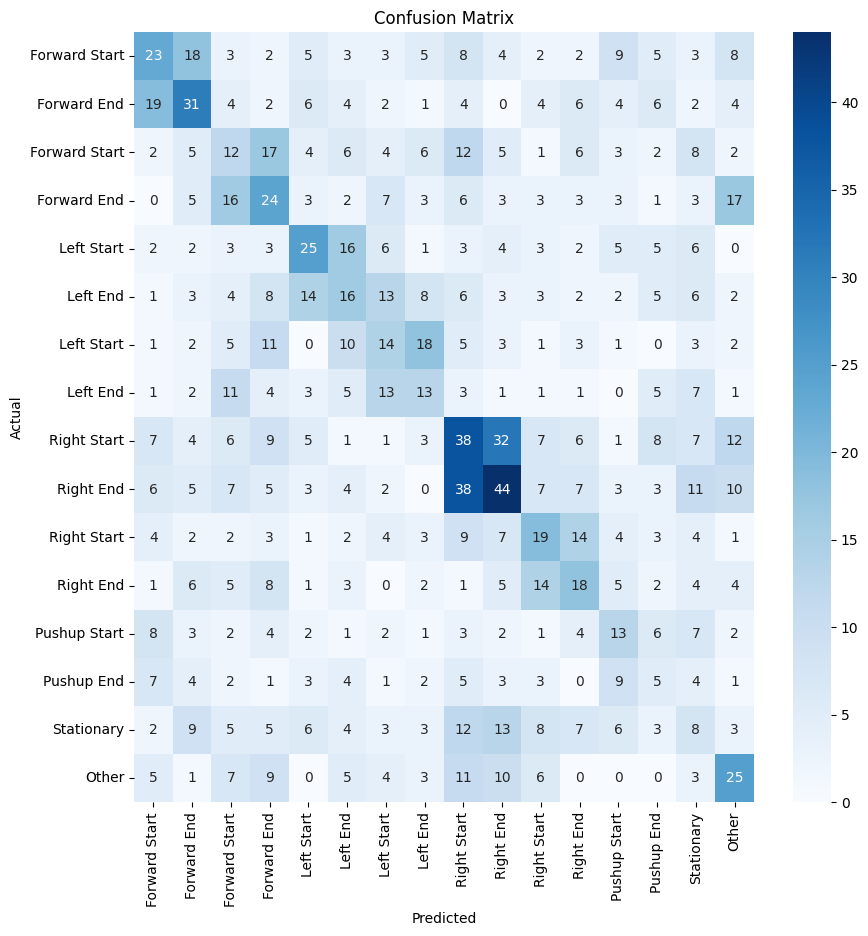 Confusion Matrix
Forward Start 23 18 3 2 5 3 3 5 8 4 2 2 9 5 3 8
Forward End 19 31 4 2 6 4 2 1 4 0 4 6 4 6 2 4
Forward Start 2 5 12 17 4 6 4 6 12 5 1 6 3 2 8 2
Forward End 0 5 16 24 3 2 7 3 6 3 3 3 3 1 3 17
Left Start 2 2 3 3 25 16 6 1 3 4 3 2 5 5 6 0
Left End 1 3 4 8 14 16 13 8 6 3 3 2 2 5 6 2
Left Start 1 2 5 11 0 10 14 18 5 3 1 3 1 0 3 2
Left End 1 2 11 4 3 5 13 13 3 1 1 1 0 5 7 1
Right Start 7 4 6 9 5 1 1 3 38 32 7 6 1 8 7 12
Right End 6 5 7 5 3 4 2 0 38 44 7 7 3 3 11 10
Right Start 4 2 2 3 1 2 4 3 9 7 19 14 4 3 4 1
Right End 1 6 5 8 1 3 0 2 1 5 14 18 5 2 4 4
Pushup Start 8 3 2 4 2 1 2 1 3 2 1 4 13 6 7 2
Pushup End 7 4 2 1 3 4 1 2 5 3 3 0 9 5 4 1
Stationary 2 9 5 5 6 4 3 3 12 13 8 7 6 3 8 3
Other 5 1 7 9 0 5 4 3 11 10 6 0 0 0 3 25
Actual
Forward Start
Forward End
Forward Start
Forward End
Left Start
Left End
Left Start
Left End
Right Start
Right End
Right Start
Right End
Pushup Start
Pushup End
Stationary
Other
Predicted
40
35
30
25
20
15
10
5
0